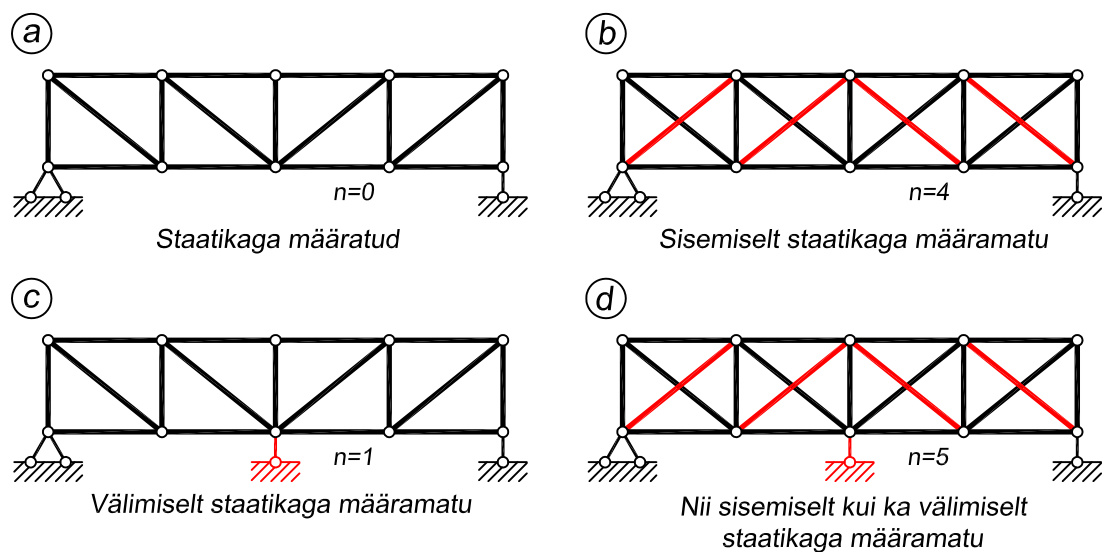 a
n=0
Staatikaga määratud
b
n=4
Sisemiselt staatikaga määramatu
c
n=1
Välimiselt staatikaga määramatu
d
n=5
Nii sisemiselt kui ka välimiselt
staatikaga määramatu